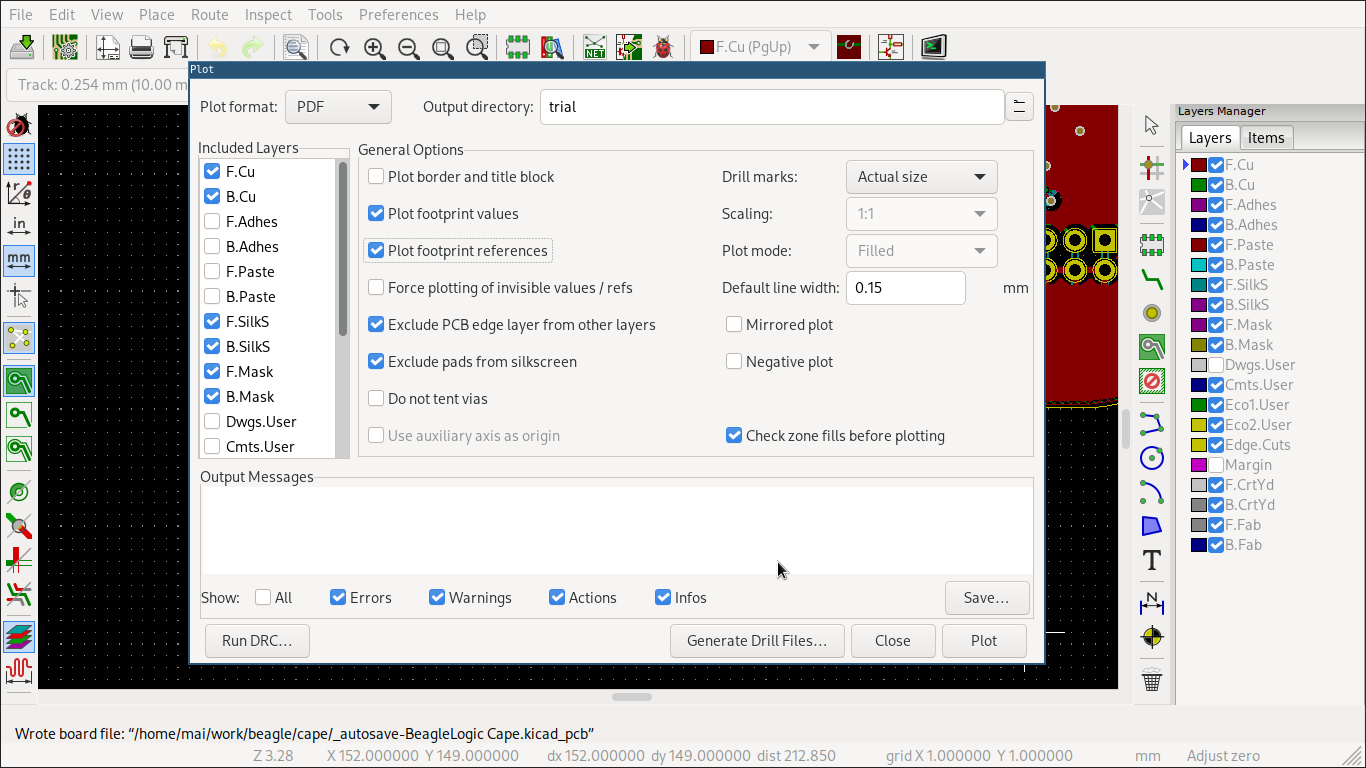 File Edit View Place Route Inspect Tools Preferences Help
NET F.Cu (PgUp)
Track: 0.254 mm (10.00 m
Plot
Plot format: PDF Output directory: trial
Included Layers
F.Cu
B.Cu
F.Adhes
B.Adhes
F.Paste
B.Paste
F.SilkS
B.SilkS
F.Mask
B.Mask
Dwgs.User
Cmts.User
General Options
Plot border and title block
Plot footprint values
Plot footprint references
Force plotting of invisible values / refs
Exclude PCB edge layer from other layers
Exclude pads from silkscreen
Do not tent vias
Use auxiliary axis as origin
Drill marks: Actual size
Scaling: 1:1
Plot mode: Filled
Default line width: 0.15 mm
Mirrored plot
Negative plot
Check zone fills before plotting
Output Messages
Show: All Errors Warnings Actions Infos Save...
Run DRC... Generate Drill Files... Close Plot
in
mm
T
N
Layers Manager
Layers Items
F.Cu
B.Cu
F.Adhes
B.Adhes
F.Paste
B.Paste
F.SilkS
B.SilkS
F.Mask
B.Mask
Dwgs.User
Cmts.User
Eco1.User
Eco2.User
Edge.Cuts
Margin
F.CrtYd
B.CrtYd
F.Fab
B.Fab
Wrote board file: “/home/mai/work/beagle/cape/_autosave-BeagleLogic Cape.kicad_pcb”
Z 3.28 X 152.000000 Y 149.000000 dx 152.000000 dy 149.000000 dist 212.850 grid X 1.000000 Y 1.000000 mm Adjust zero